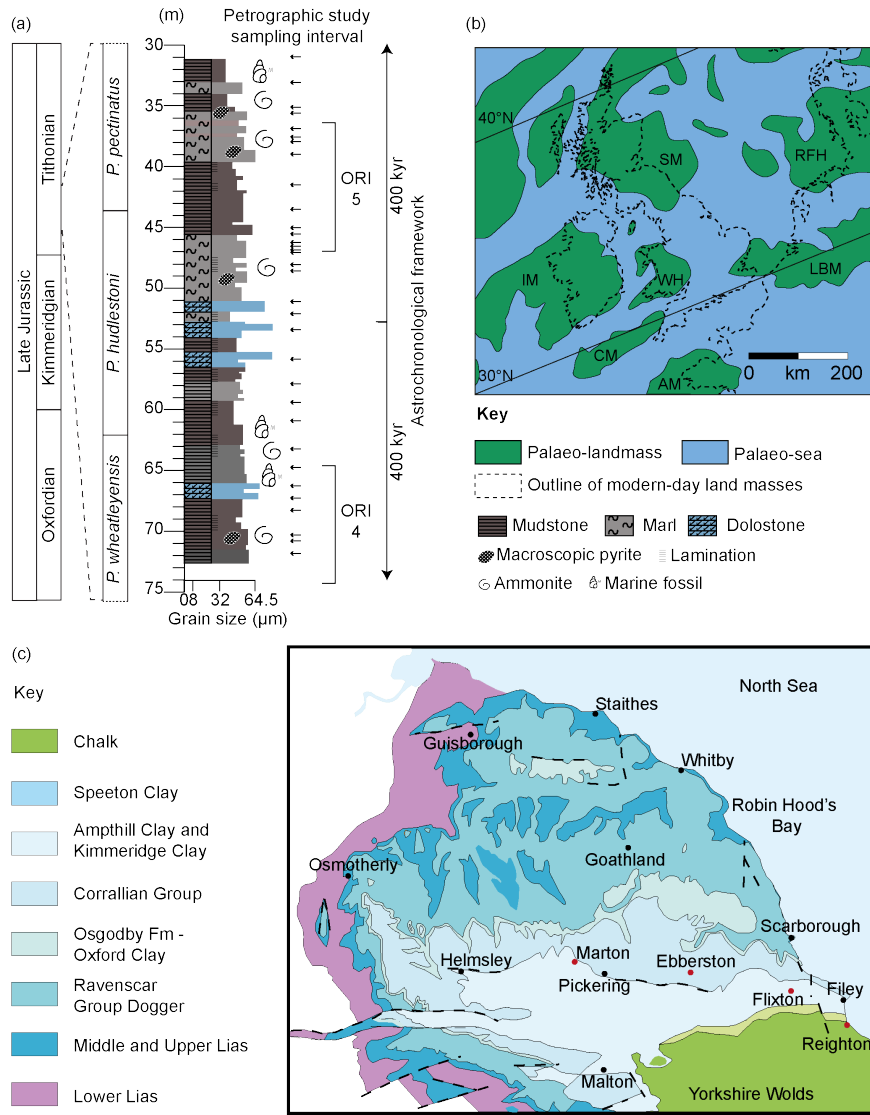 (a)
(m)
Petrographic study
sampling interval
Late Jurassic
Tithonian
Kimmeridgian
Oxfordian
P. pectinatus
P. hudlestoni
P. wheatleyensis
30
35
40
45
50
55
60
65
70
75
08 32 64.5
Grain size (µm)
ORI
5
ORI
4
400 kyr
400 kyr
Astrochronological framework
(b)
40°N
30°N
SM
RFH
IM
WH
LBM
CM
AM
0 200
km
Key
Palaeo-landmass
Palaeo-sea
Outline of modern-day land masses
Mudstone
Marl
Dolostone
Macroscopic pyrite
Lamination
Ammonite
Marine fossil
(c)
Key
Chalk
Speeton Clay
Ampthill Clay and
Kimmeridge Clay
Corrallian Group
Osgodby Fm -
Oxford Clay
Ravenscar
Group Dogger
Middle and Upper Lias
Lower Lias
North Sea
Staithes
Guisborough
Whitby
Robin Hood's
Bay
Goathland
Osmotherly
Scarborough
Helmsley
Marton
Ebberston
Pickering
Flixton
Filey
Reighton
Malton
Yorkshire Wolds